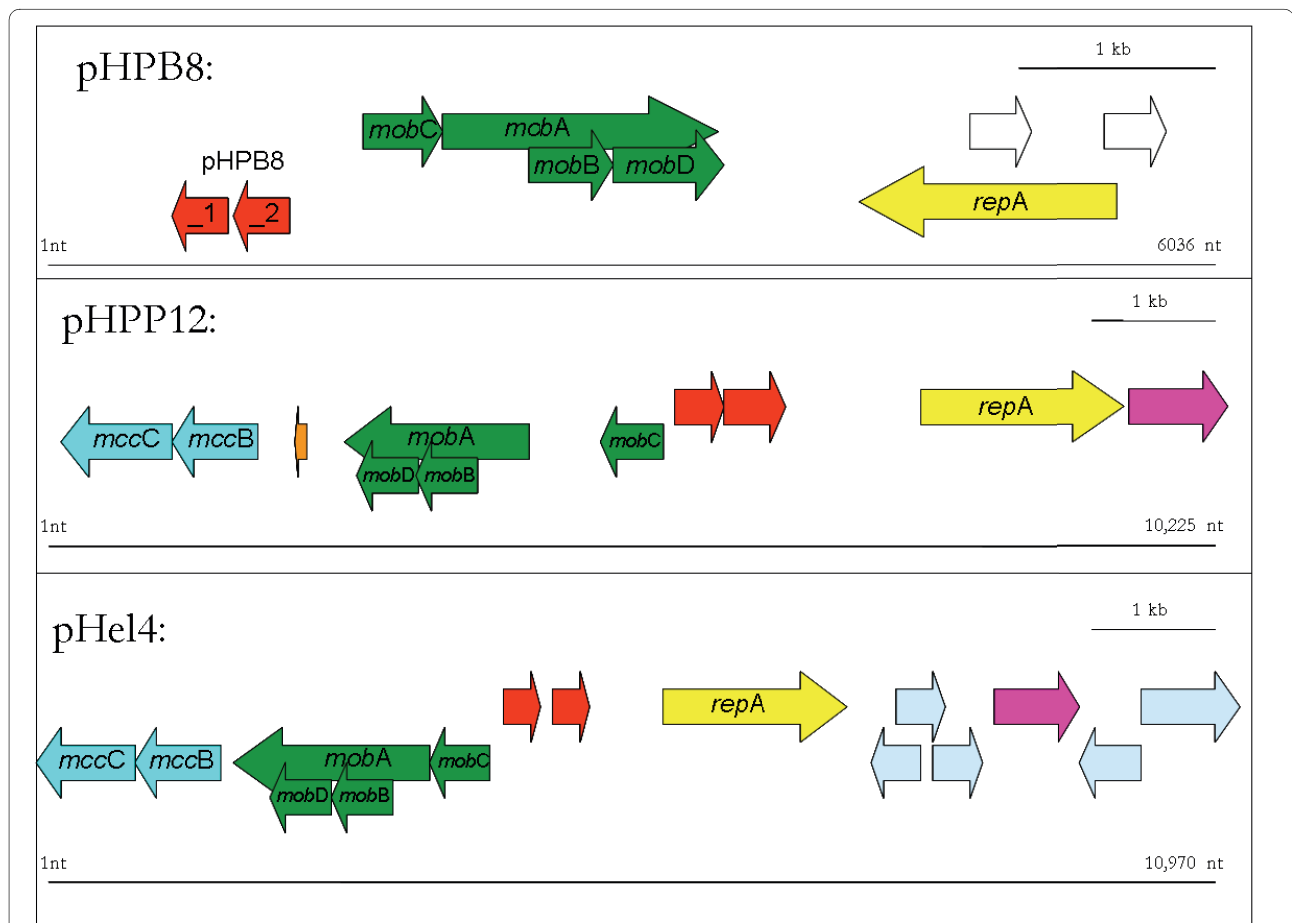 pHPB8:
1 kb
mobC
mobA
mobB
mobD
pHPB8
_1
_2
repA
1nt
6036 nt
pHPP12:
1 kb
mccC
mccB
mobA
mobC
mobD
mobB
repA
1nt
10,225 nt
pHel4:
1 kb
repA
mccC
mccB
mobA
mobC
mobD
mobB
1nt
10,970 nt